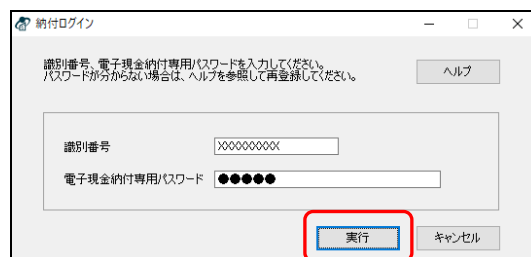 納付ログイン
識別番号、電子現金納付専用パスワードを入力してください。
パスワードが分からない場合は、ヘルプを参照して再登録してください。
ヘルプ
識別番号 XXXXXXXXX
電子現金納付専用パスワード ●●●●●
実行 キャンセル